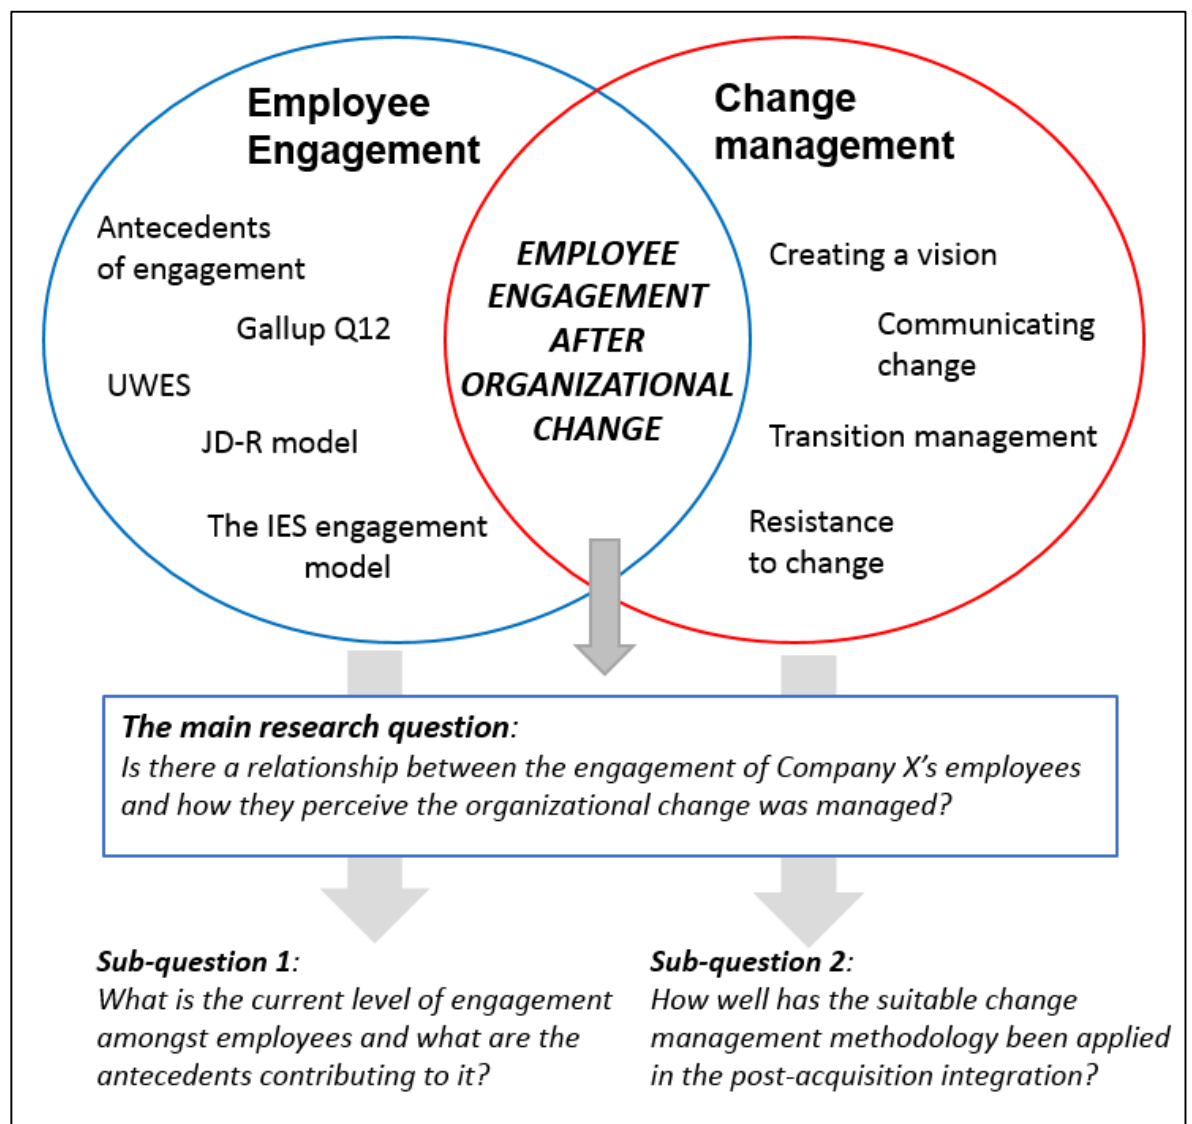 Employee
Engagement
Antecedents
of engagement
Gallup Q12
UWES
JD-R model
The IES engagement
model
EMPLOYEE
ENGAGEMENT
AFTER
ORGANIZATIONAL
CHANGE
Change
management
Creating a vision
Communicating
change
Transition management
Resistance
to change
The main research question:
Is there a relationship between the engagement of Company X’s employees
and how they perceive the organizational change was managed?
Sub-question 1:
What is the current level of engagement
amongst employees and what are the
antecedents contributing to it?
Sub-question 2:
How well has the suitable change
management methodology been applied
in the post-acquisition integration?